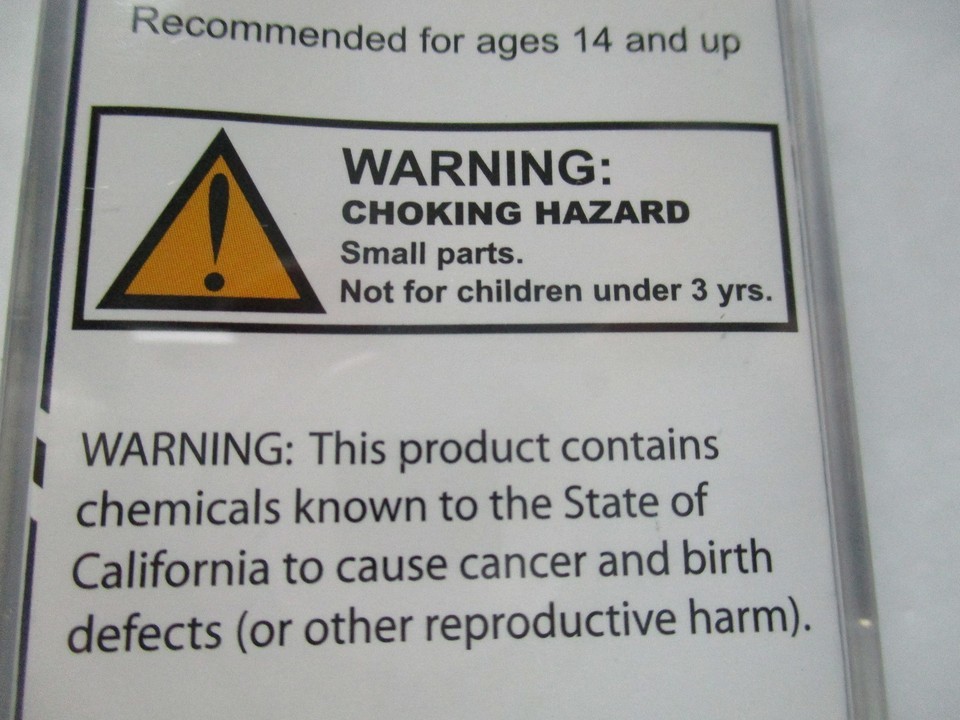 Recommended for ages 14 and up
WARNING:
CHOKING HAZARD
Small parts.
Not for children under 3 yrs.
WARNING: This product contains
chemicals known to the State of
California to cause cancer and birth
defects (or other reproductive harm).